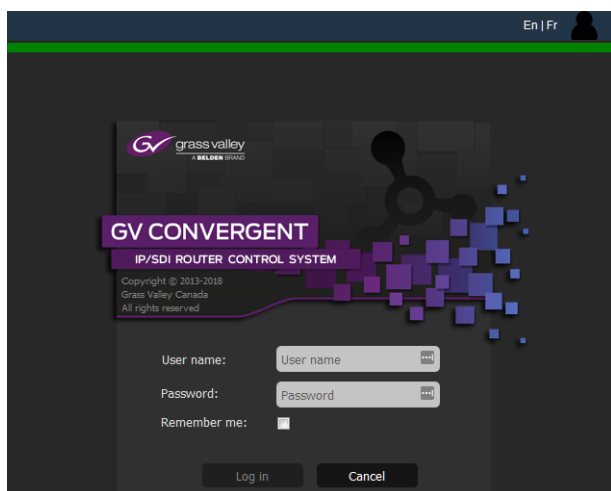 En | Fr
GV grass valley
A BELDEN BRAND
GV CONVERGENT
IP/SDI ROUTER CONTROL SYSTEM
Copyright © 2013-2018
Grass Valley Canada
All rights reserved
User name: User name
Password: Password
Remember me:
Log in Cancel